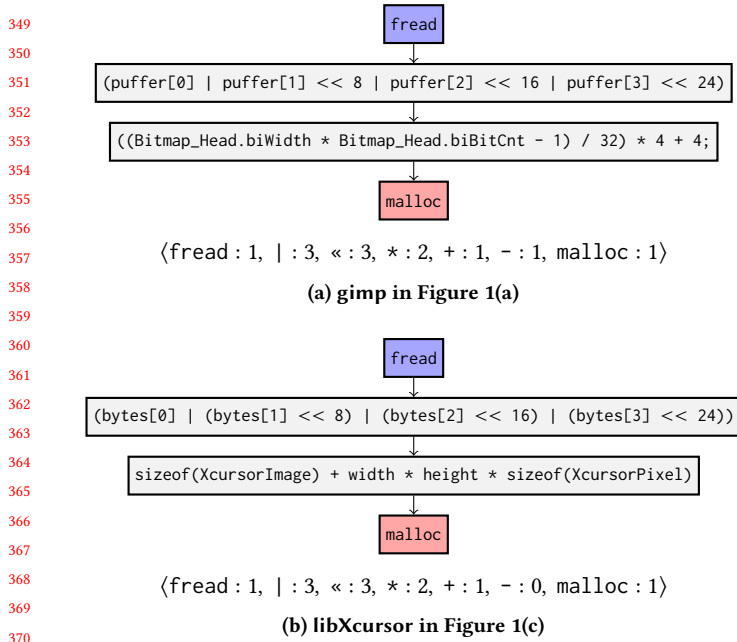 349
fread
350
351 (puffer[0] | puffer[1] << 8 | puffer[2] << 16 | puffer[3] << 24)
352
353 ((Bitmap_Head.biWidth * Bitmap_Head.biBitCnt - 1) / 32) * 4 + 4;
354
355 malloc
356
357 ⟨fread : 1, | : 3, « : 3, * : 2, + : 1, - : 1, malloc : 1⟩
358
359 (a) gimp in Figure 1(a)
360
361 fread
362 (bytes[0] | (bytes[1] << 8) | (bytes[2] << 16) | (bytes[3] << 24))
363
364 sizeof(XcursorImage) + width * height * sizeof(XcursorPixel)
365
366 malloc
367
368 ⟨fread : 1, | : 3, « : 3, * : 2, + : 1, - : 0, malloc : 1⟩
369
370 (b) libXcursor in Figure 1(c)